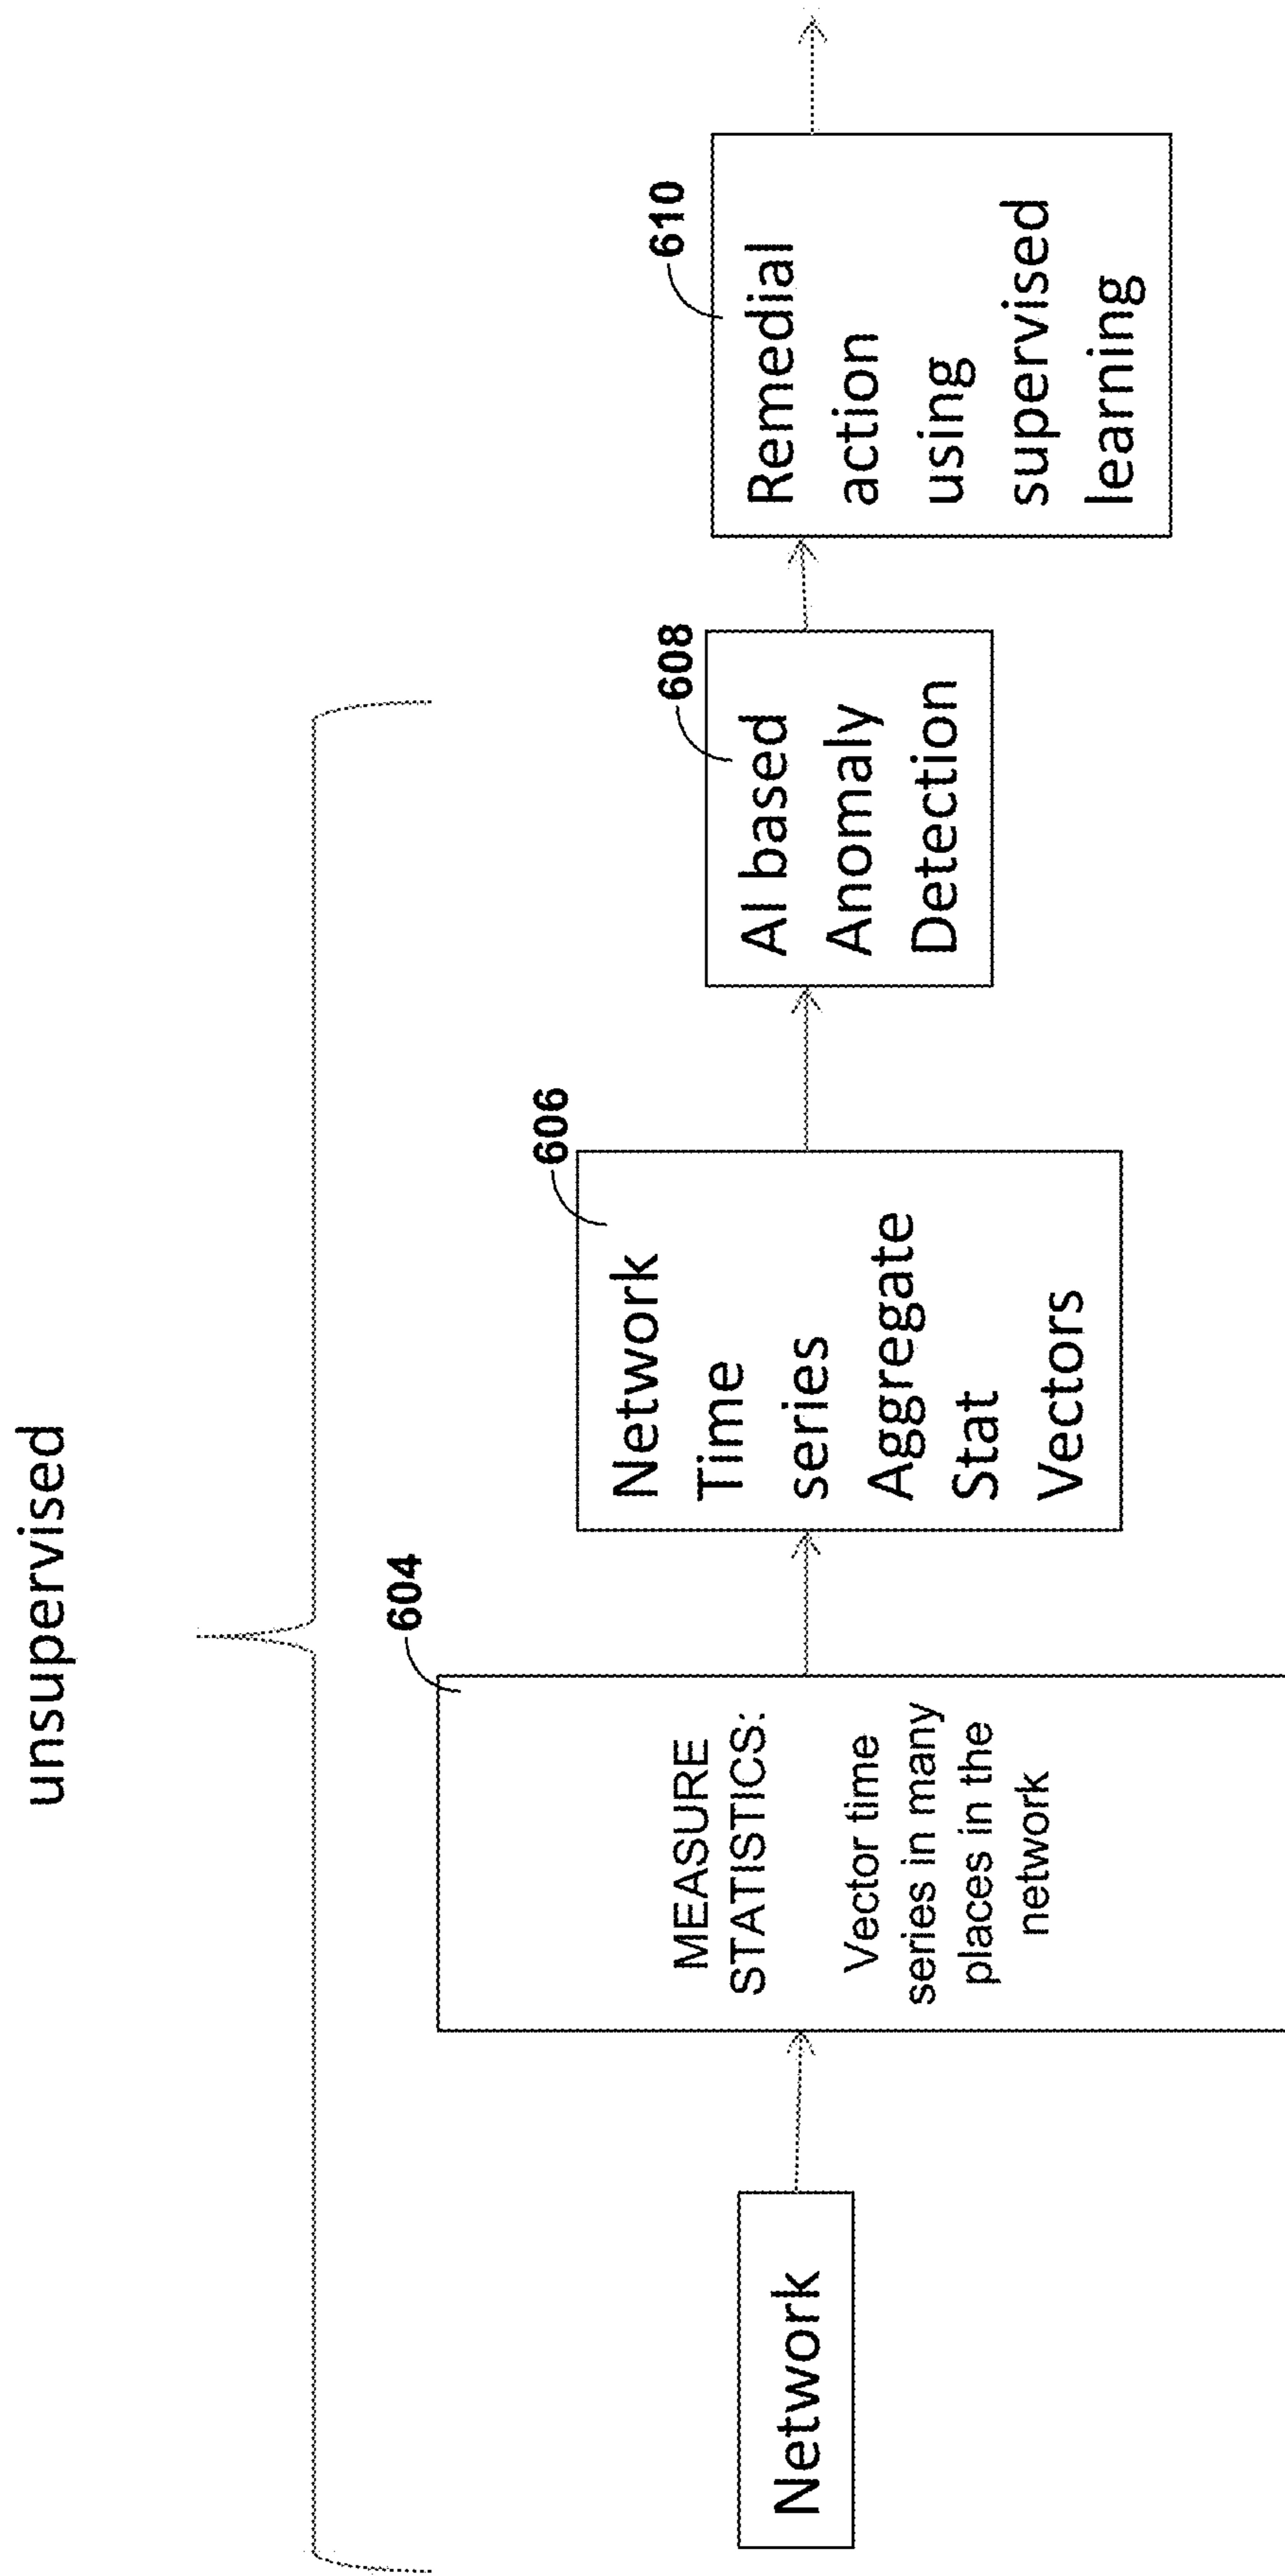 unsupervised
Network
604
MEASURE
STATISTICS:
Vector time
series in many
places in the
network
606
Network
Time
series
Aggregate
Stat
Vectors
608
AI based
Anomaly
Detection
610
Remedial
action
using
supervised
learning